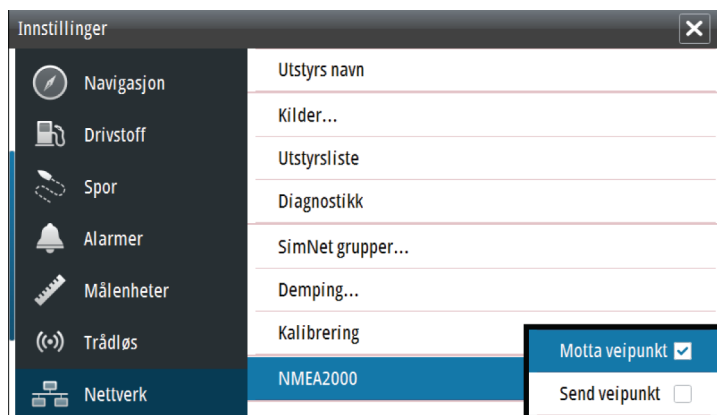 Innstillinger
Navigasjon
Drivstoff
Spor
Alarmer
Målenheter
Trådløs
Nettverk
Utstyrs navn
Kilder...
Utstyrsliste
Diagnostikk
SimNet grupper...
Demping...
Kalibrering
NMEA2000
Motta veipunkt
Send veipunkt